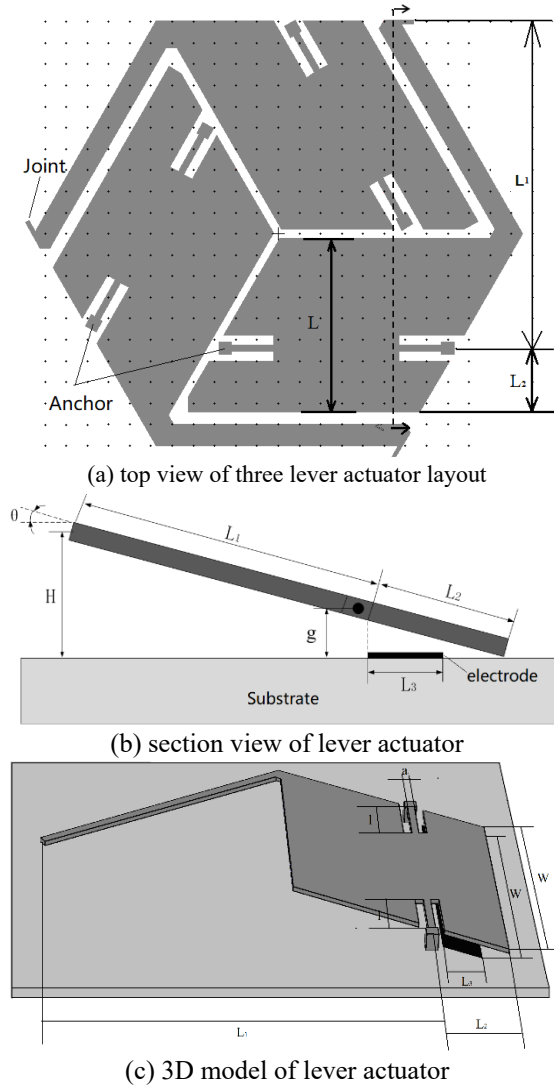 L1
Joint
L
L2
Anchor
(a) top view of three lever actuator layout
θ
L1
L2
H
g
electrode
L3
Substrate
(b) section view of lever actuator
a
l
W
W
l
L3
L1
L2
(c) 3D model of lever actuator